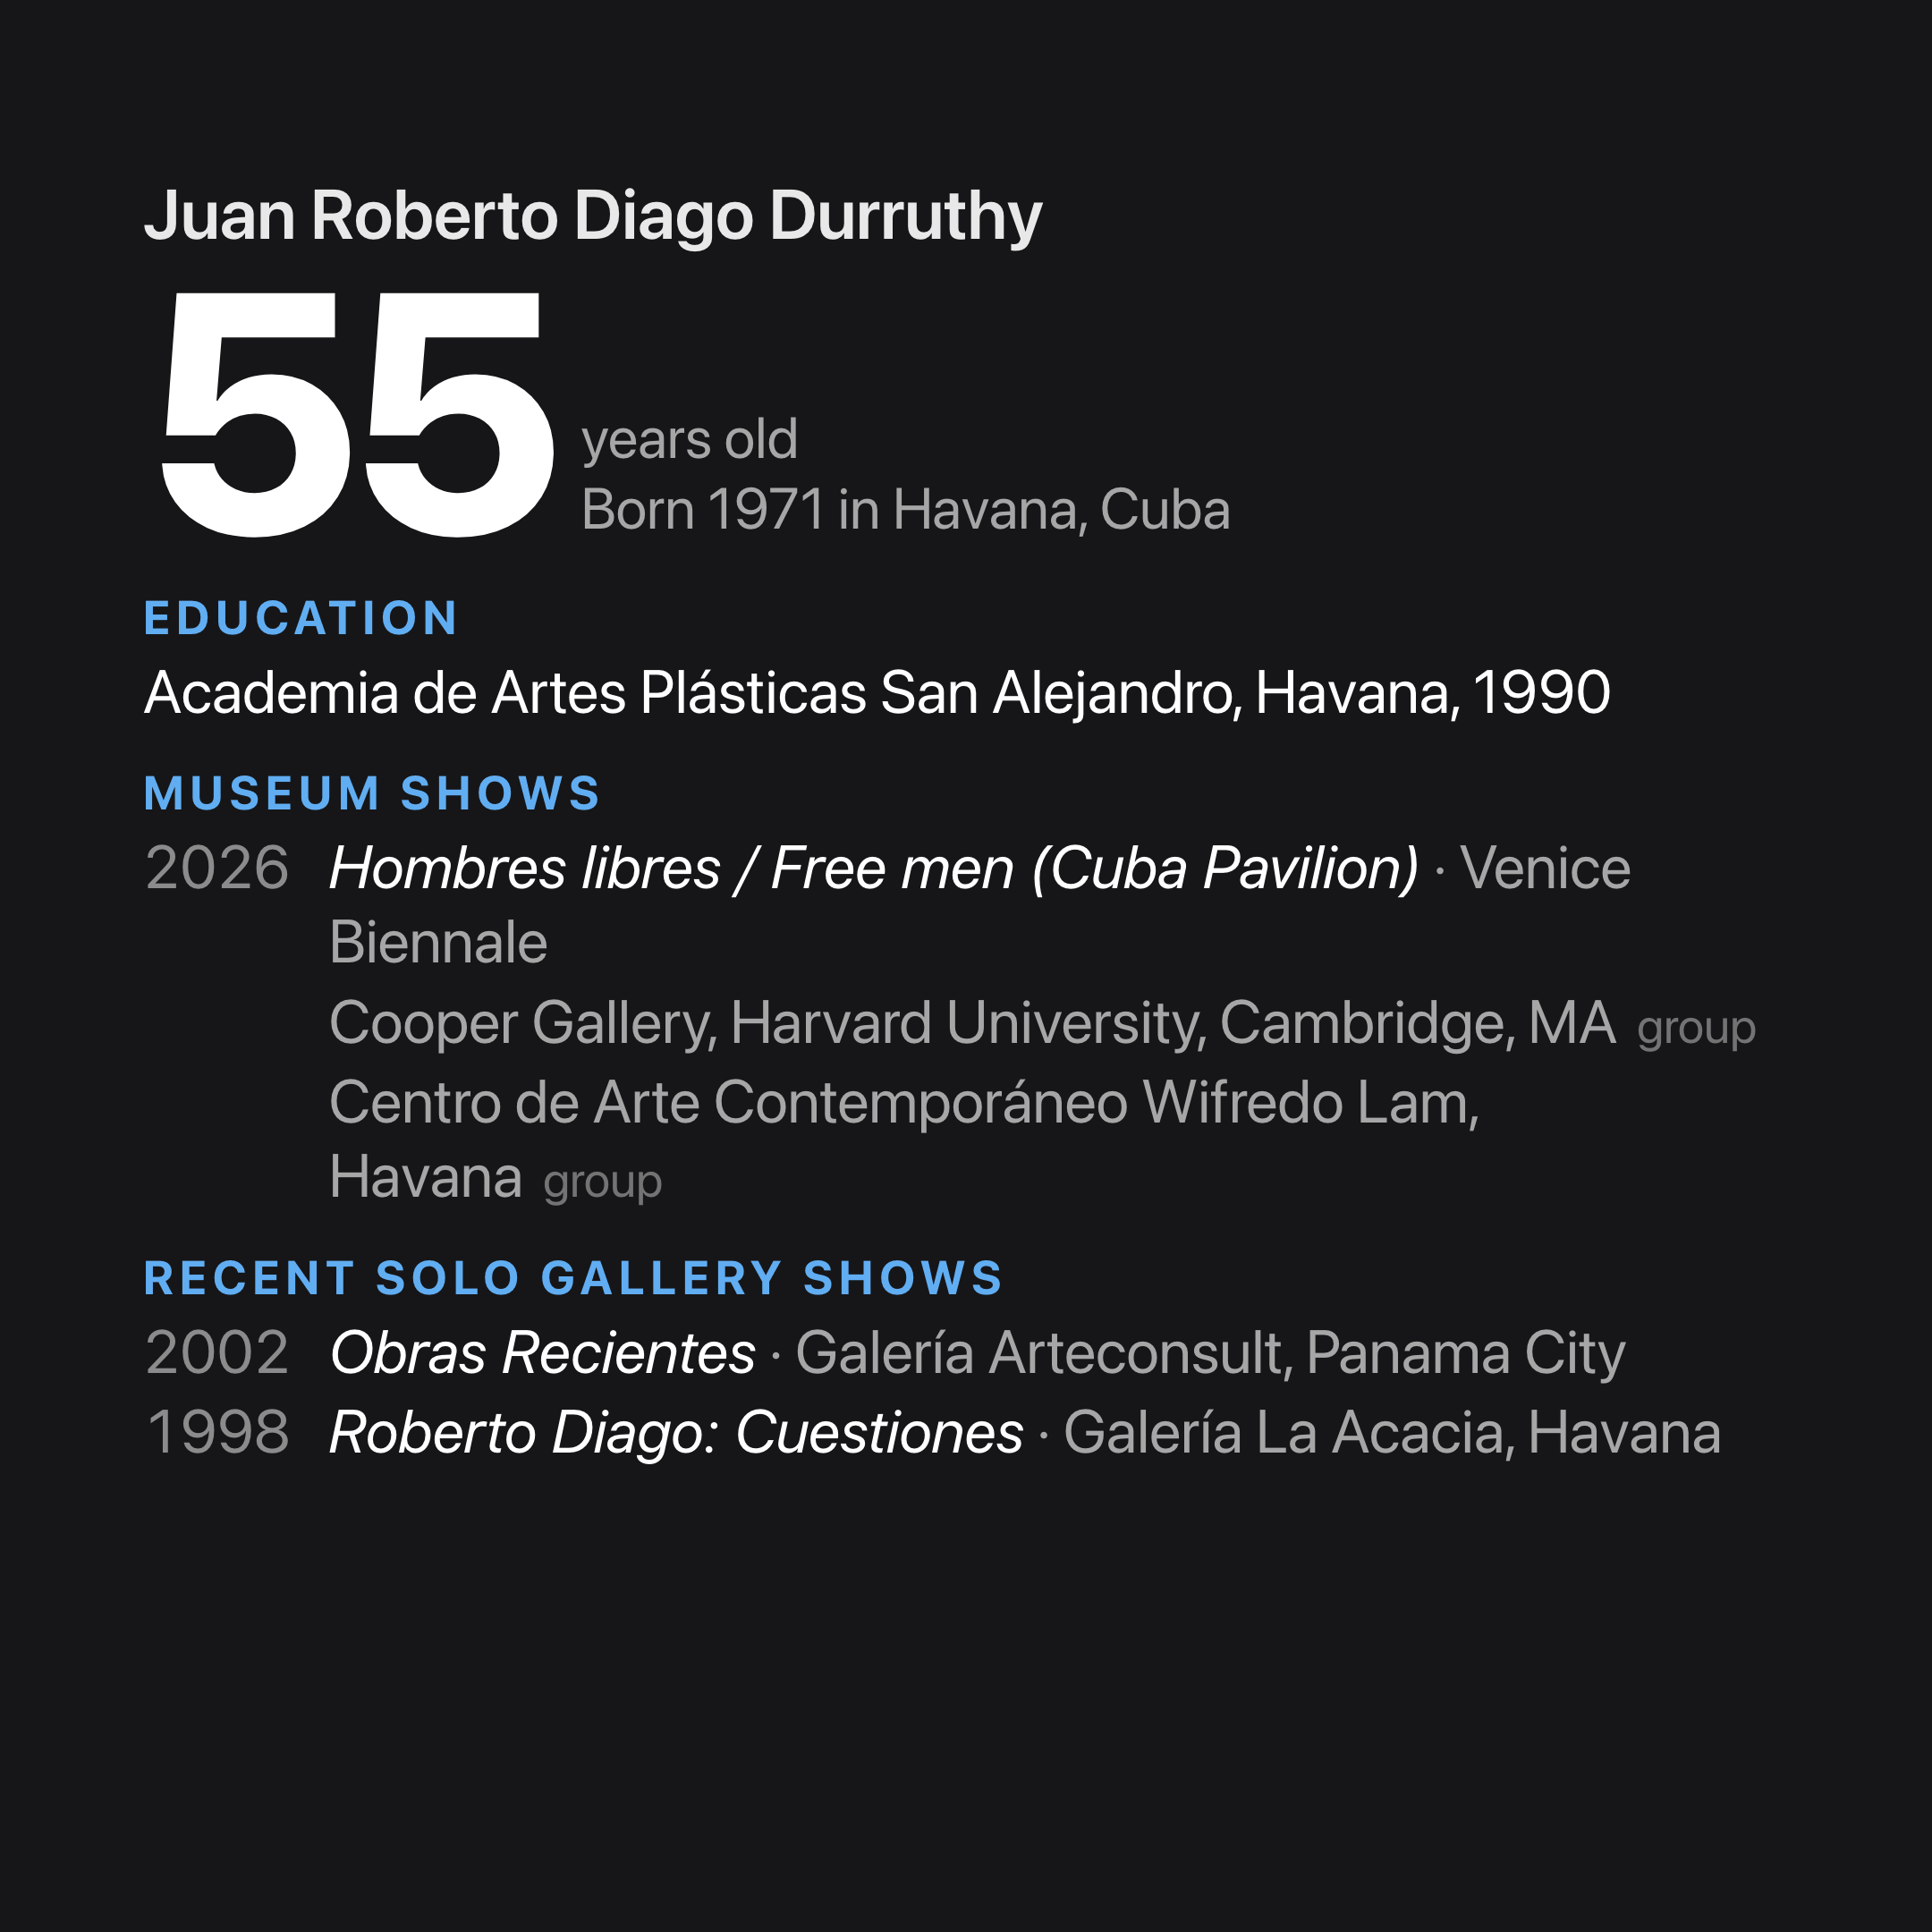 Juan Roberto Diago Durruthy
55
years old
Born 1971 in Havana, Cuba
EDUCATION
Academia de Artes Plásticas San Alejandro, Havana, 1990
MUSEUM SHOWS
2026 Hombres libres / Free men (Cuba Pavilion) · Venice
Biennale
Cooper Gallery, Harvard University, Cambridge, MA group
Centro de Arte Contemporáneo Wifredo Lam,
Havana group
RECENT SOLO GALLERY SHOWS
2002 Obras Recientes · Galería Arteconsult, Panama City
1998 Roberto Diago: Cuestiones · Galería La Acacia, Havana